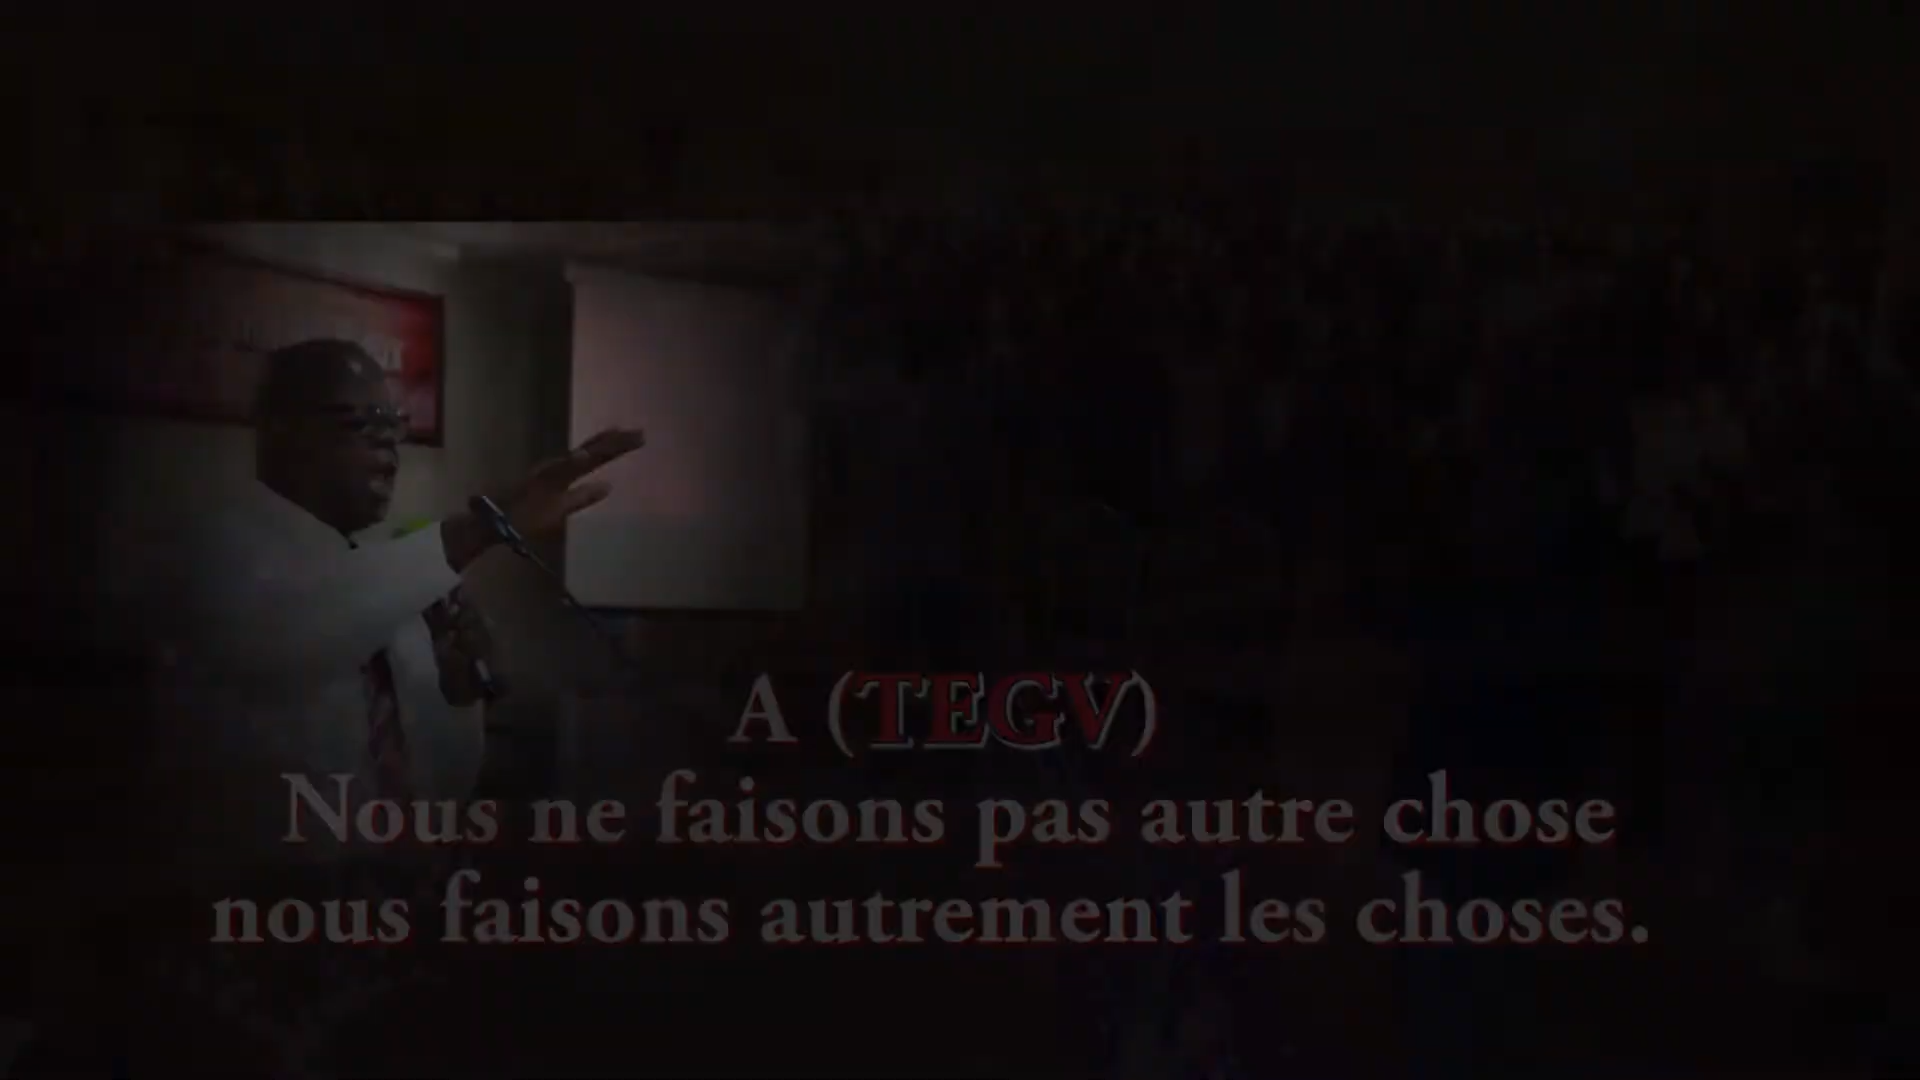 A (TEGV)
Nous ne faisons pas autre chose
nous faisons autrement les choses.